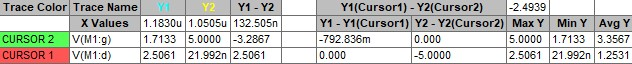 Trace Color Trace Name Y1 Y2 Y1 - Y2 Y1(Cursor1) - Y2(Cursor2) -2.4939
X Values 1.1830u 1.0505u 132.505n Y1 - Y1(Cursor1) Y2 - Y2(Cursor2) Max Y Min Y Avg Y
CURSOR 2 V(M1:g) 1.7133 5.0000 -3.2867 -792.836m 0.000 5.0000 1.7133 3.3567
CURSOR 1 V(M1:d) 2.5061 21.992n 2.5061 0.000 -5.0000 2.5061 21.992n 1.2531